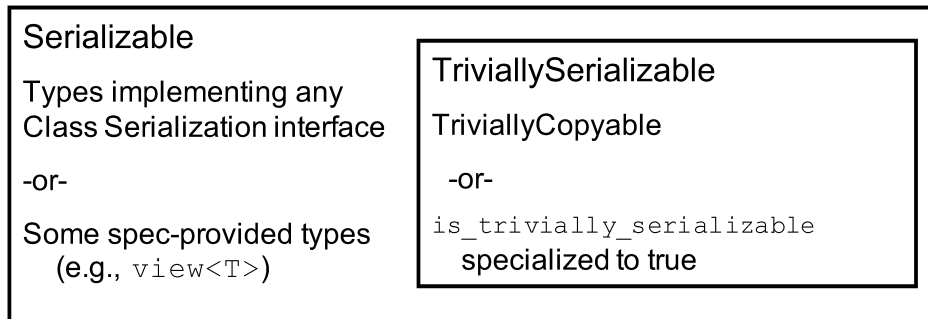 Serializable
Types implementing any
Class Serialization interface
-or-
Some spec-provided types
(e.g., view<T>)
TriviallySerializable
TriviallyCopyable
-or-
is_trivially_serializable
specialized to true